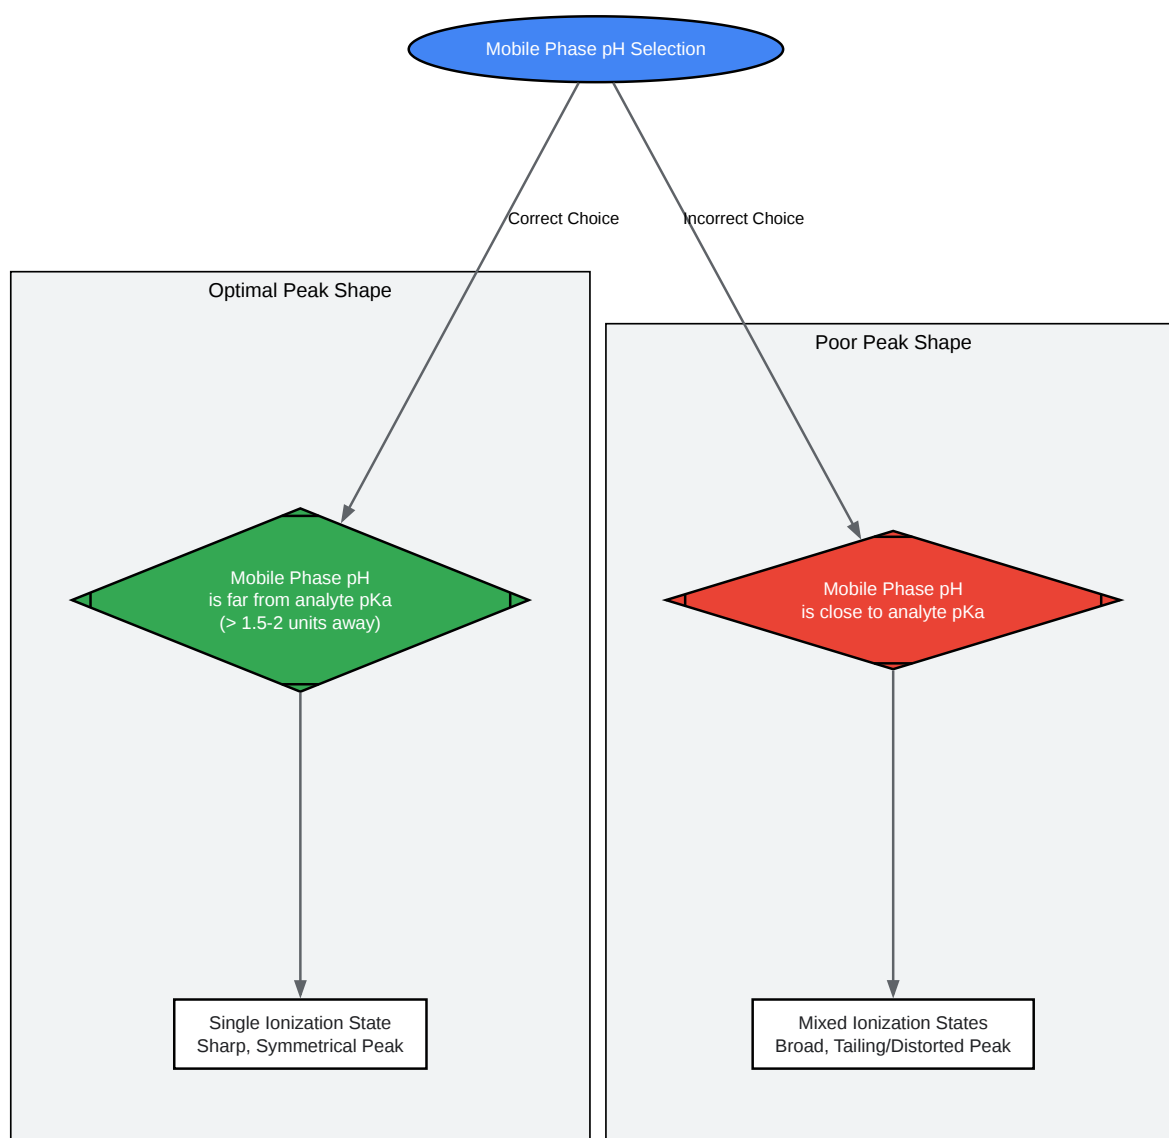 Mobile Phase pH Selection
Correct Choice
Incorrect Choice
Optimal Peak Shape
Poor Peak Shape
Mobile Phase pH
is far from analyte pKa
(> 1.5-2 units away)
Mobile Phase pH
is close to analyte pKa
Single Ionization State
Sharp, Symmetrical Peak
Mixed Ionization States
Broad, Tailing/Distorted Peak